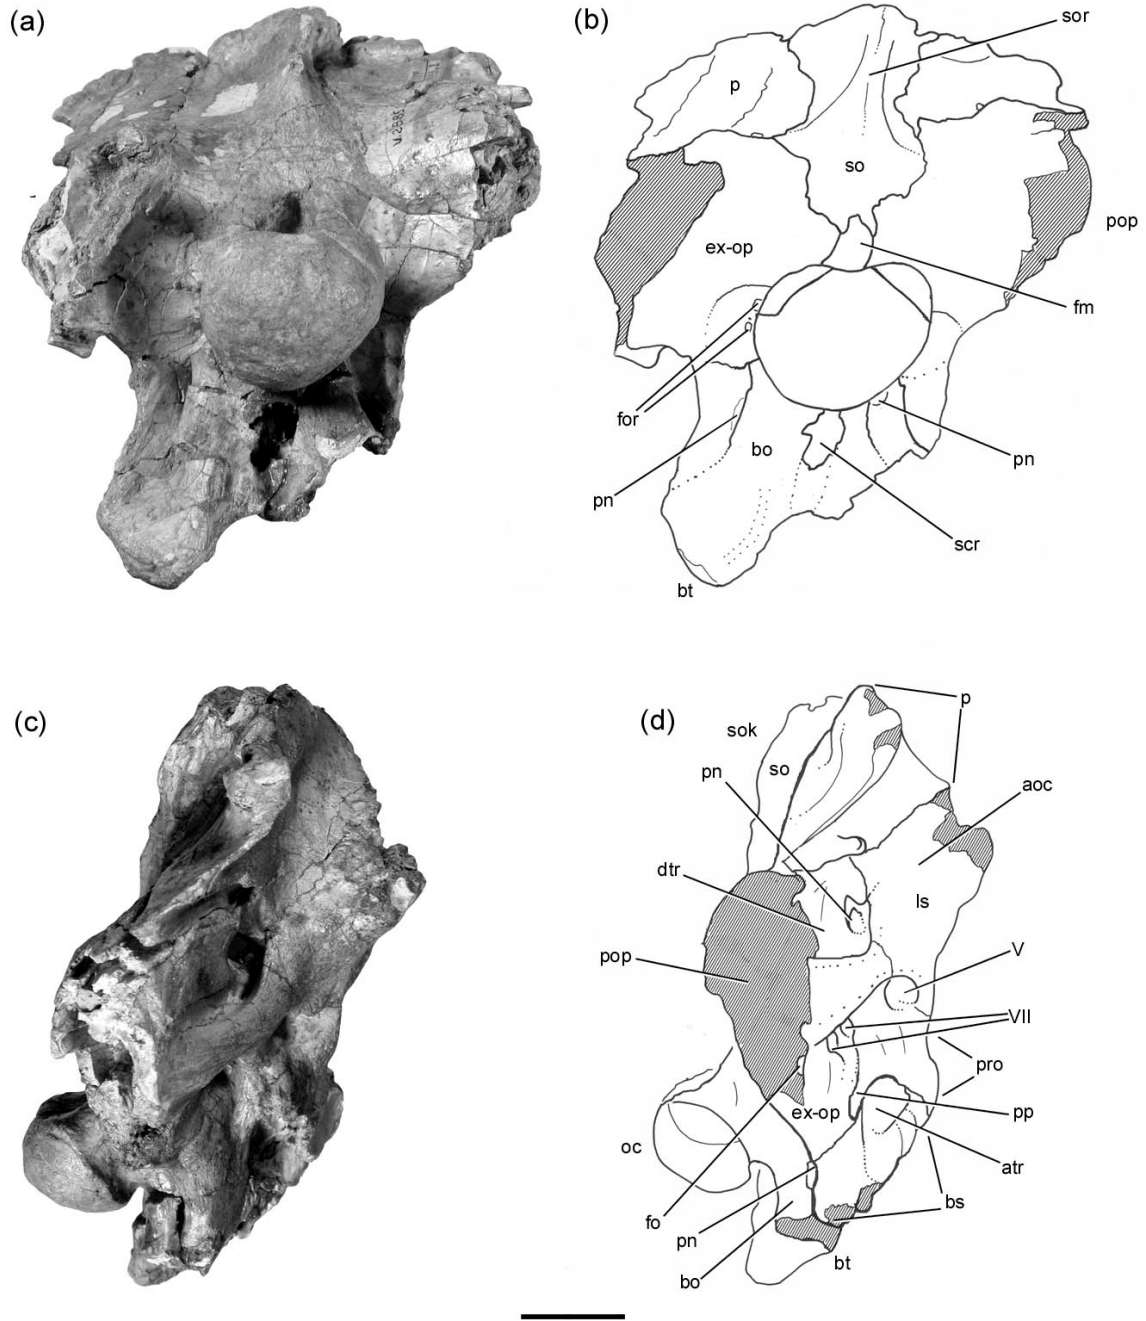 (a)
(b)
sor
p
so
pop
ex-op
fm
for
bo
pn
pn
scr
bt
(c)
(d)
p
sok
so
pn
aoc
dtr
ls
pop
V
VII
pro
ex-op
pp
oc
atr
bs
fo
pn
bt
bo